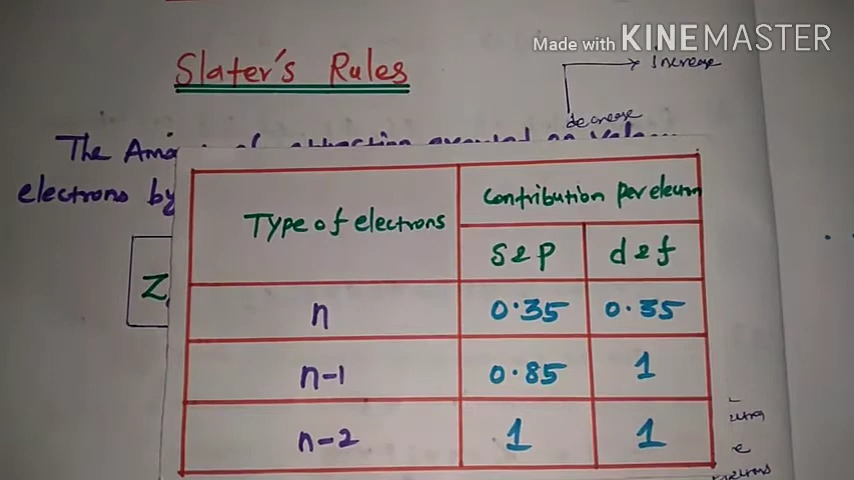 Made with KINEMASTER
Slater's Rules
increase
decrease
The
electrons by
Z
Type of electrons
Contribution per
S & P
d & f
n
0.35
0.35
n-1
0.85
1
n-2
1
1